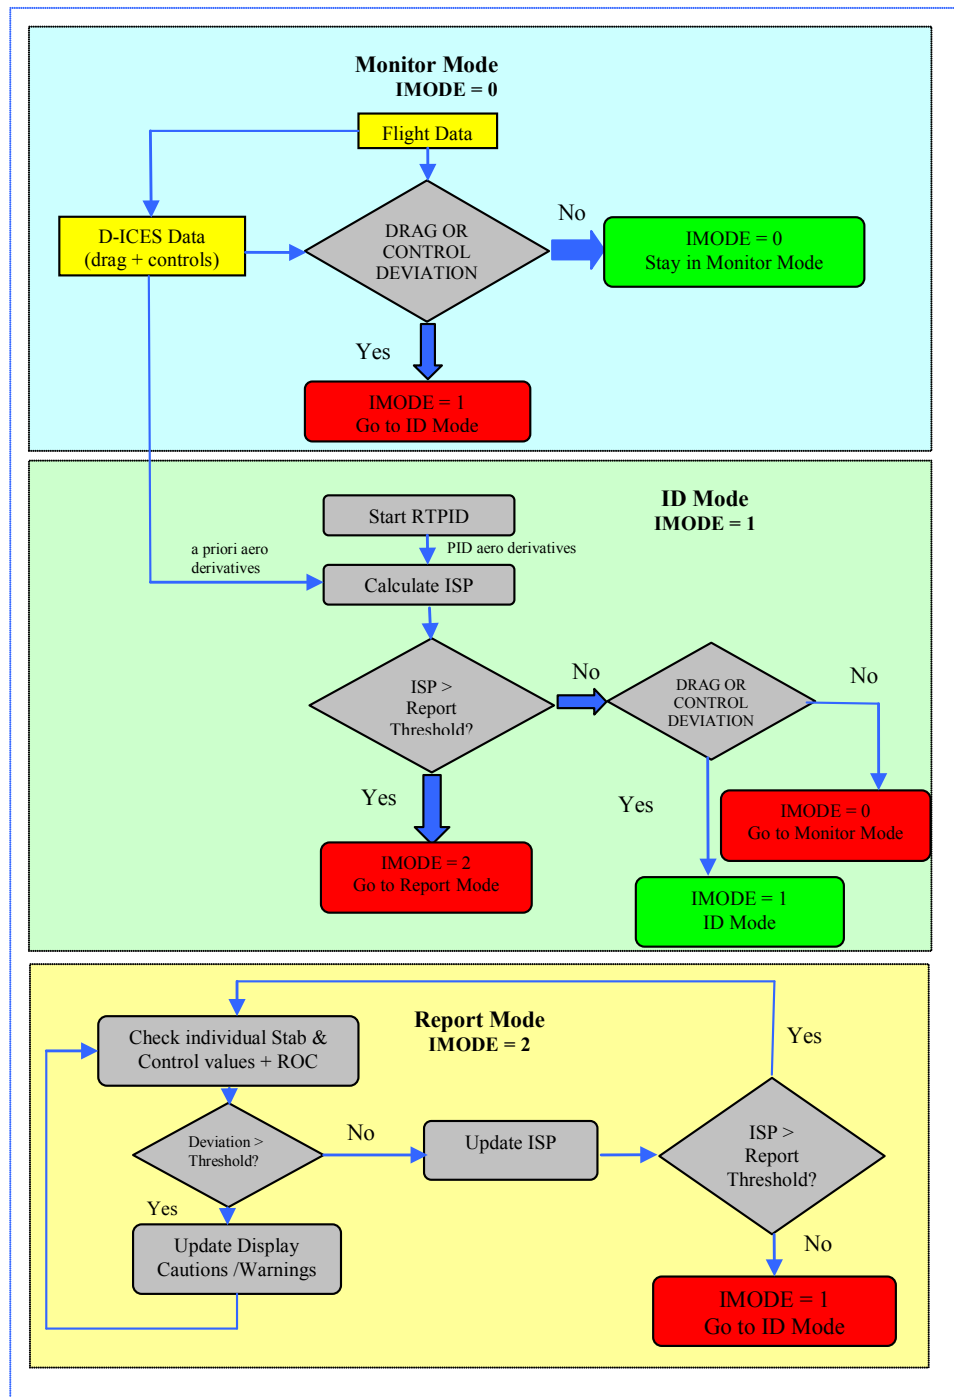 Monitor Mode
IMODE = 0
Flight Data
D-ICES Data
(drag + controls)
DRAG OR
CONTROL
DEVIATION
No
IMODE = 0
Stay in Monitor Mode
Yes
IMODE = 1
Go to ID Mode
ID Mode
IMODE = 1
Start RTPID
a priori aero
derivatives
PID aero derivatives
Calculate ISP
ISP >
Report
Threshold?
No
DRAG OR
CONTROL
DEVIATION
No
Yes
Yes
IMODE = 0
Go to Monitor Mode
IMODE = 2
Go to Report Mode
IMODE = 1
ID Mode
Report Mode
IMODE = 2
Check individual Stab &
Control values + ROC
Yes
Deviation >
Threshold?
No
Update ISP
ISP >
Report
Threshold?
Yes
Update Display
Cautions /Warnings
No
IMODE = 1
Go to ID Mode